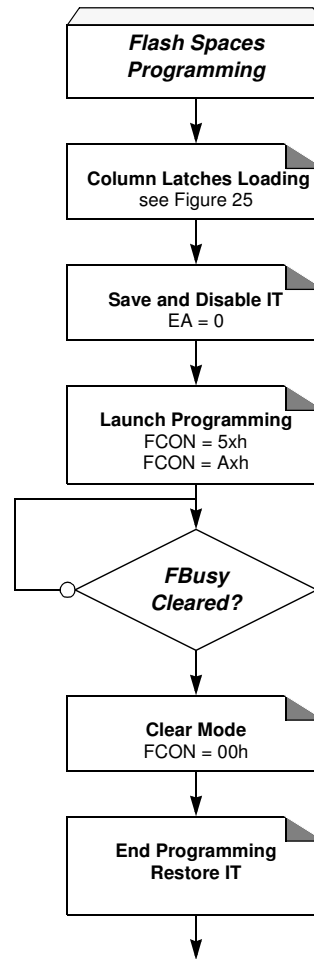 Flash Spaces
Programming
Column Latches Loading
see Figure 25
Save and Disable IT
EA = 0
Launch Programming
FCON = 5xh
FCON = Axh
FBusy
Cleared?
Clear Mode
FCON = 00h
End Programming
Restore IT